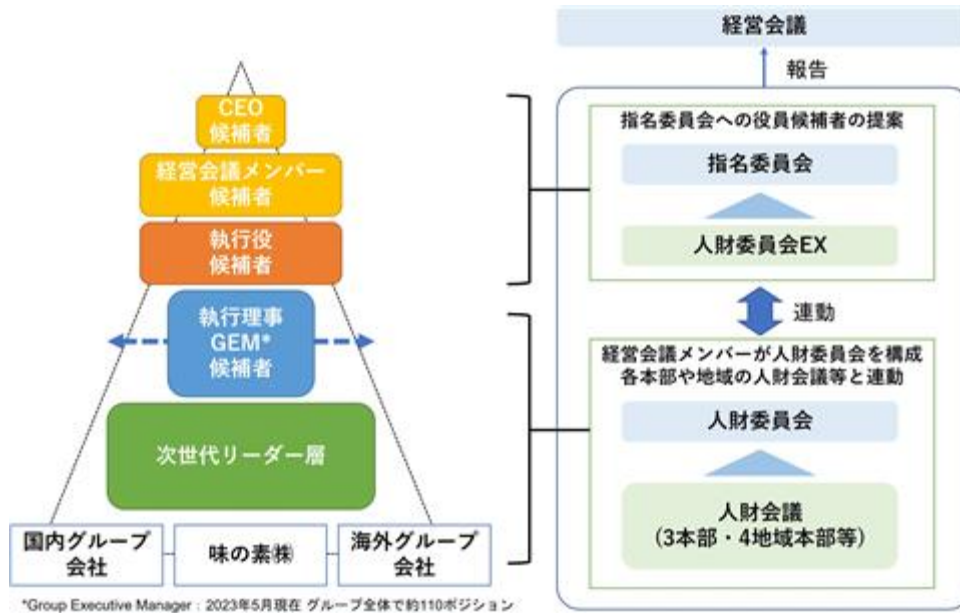 CEO
候補者
経営会議メンバー
候補者
執行役
候補者
執行理事
GEM*
候補者
次世代リーダー層
国内グループ
会社
味の素㈱
海外グループ
会社
*Group Executive Manager：2023年5月現在 グループ全体で約110ポジション
経営会議
報告
指名委員会への役員候補者の提案
指名委員会
人財委員会EX
連動
経営会議メンバーが人財委員会を構成
各本部や地域の人財会議等と連動
人財委員会
人財会議
(3本部・4地域本部等)